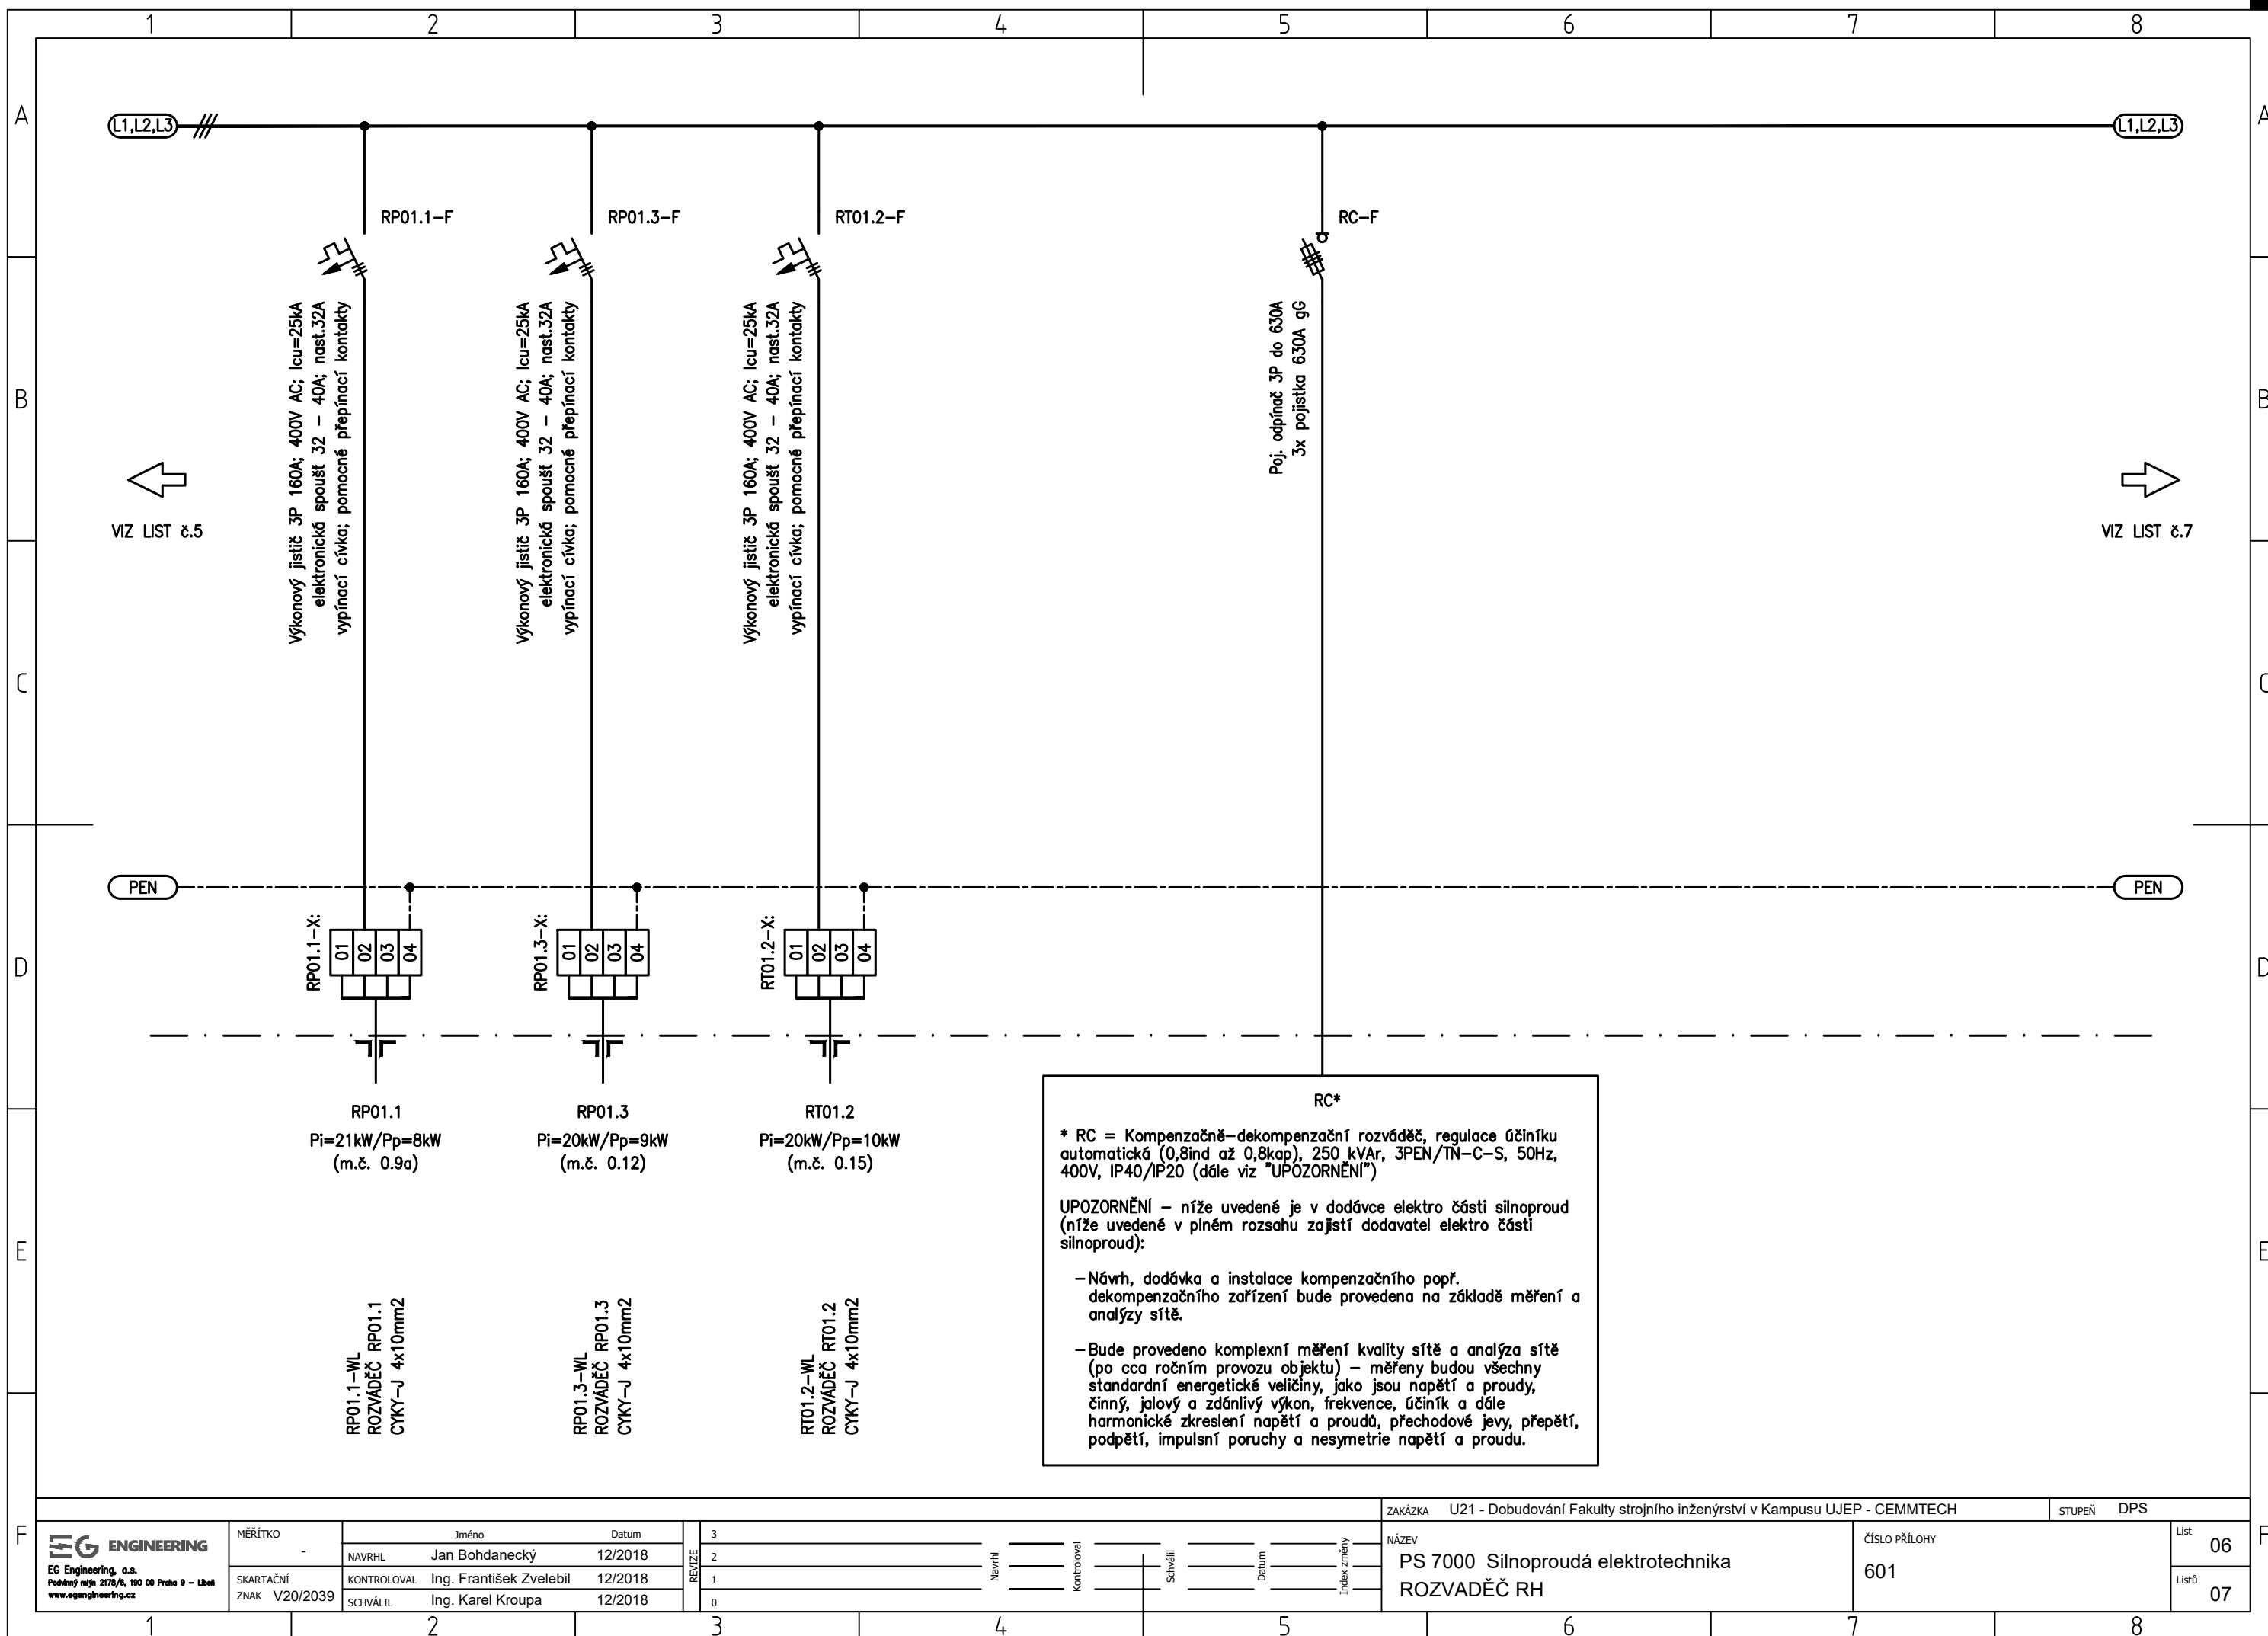 1 2 3 4 5 6 7 8
A A
L1,L2,L3
L1,L2,L3
RP01.1-F
RP01.3-F
RT01.2-F
RC-F
Výkonový jistič 3P 160A; 400V AC; Icu=25kA
elektronická spoušť 32 - 40A; nast.32A
vypínací cívka; pomocné přepínací kontakty
Výkonový jistič 3P 160A; 400V AC; Icu=25kA
elektronická spoušť 32 - 40A; nast.32A
vypínací cívka; pomocné přepínací kontakty
Výkonový jistič 3P 160A; 400V AC; Icu=25kA
elektronická spoušť 32 - 40A; nast.32A
vypínací cívka; pomocné přepínací kontakty
Poj. odpínač 3P do 630A
3x pojistka 630A gG
B B
VIZ LIST č.5
VIZ LIST č.7
C C
PEN
PEN
RP01.1-X:
01 02 03 04
RP01.3-X:
01 02 03 04
RT01.2-X:
01 02 03 04
D D
RP01.1
Pi=21kW/Pp=8kW
(m.č. 0.9a)
RP01.3
Pi=20kW/Pp=9kW
(m.č. 0.12)
RT01.2
Pi=20kW/Pp=10kW
(m.č. 0.15)
RC*
* RC = Kompenzačně-dekompenzační rozváděč, regulace účiníku
automatická (0,8ind až 0,8kap), 250 kVAr, 3PEN/TN-C-S, 50Hz,
400V, IP40/IP20 (dále viz "UPOZORNĚNÍ")
UPOZORNĚNÍ - níže uvedené je v dodávce elektro části silnoproud
(níže uvedené v plném rozsahu zajistí dodavatel elektro části
silnoproud):
- Návrh, dodávka a instalace kompenzačního popř.
dekompenzačního zařízení bude provedena na základě měření a
analýzy sítě.
- Bude provedeno komplexní měření kvality sítě a analýza sítě
(po cca ročním provozu objektu) - měřeny budou všechny
standardní energetické veličiny, jako jsou napětí a proudy,
činný, jalový a zdánlivý výkon, frekvence, účiník a dále
harmonické zkreslení napětí a proudů, přechodové jevy, přepětí,
podpětí, impulsní poruchy a nesymetrie napětí a proudu.
E E
RP01.1-WL
ROZVÁDĚČ RP01.1
CYKY-J 4x10mm2
RP01.3-WL
ROZVÁDĚČ RP01.3
CYKY-J 4x10mm2
RT01.2-WL
ROZVÁDĚČ RT01.2
CYKY-J 4x10mm2
F F
EG ENGINEERING
EG Engineering, a.s.
Podvinný mlýn 2178/6, 190 00 Praha 9 - Libeň
www.egengineering.cz
MĚŘÍTKO
-
SKARTAČNÍ
ZNAK V20/2039
Jméno Datum
NAVRHL Jan Bohdanecký 12/2018
KONTROLOVAL Ing. František Zvelebil 12/2018
SCHVÁLIL Ing. Karel Kroupa 12/2018
REVIZE
3
2
1
0
Navrhl
Kontroloval
Schválil
Datum
Index změny
ZAKÁZKA U21 - Dobudování Fakulty strojního inženýrství v Kampusu UJEP - CEMMTECH
STUPEŇ DPS
NÁZEV
PS 7000 Silnoproudá elektrotechnika
ROZVADĚČ RH
ČÍSLO PŘÍLOHY
601
List
06
Listů
07
1 2 3 4 5 6 7 8